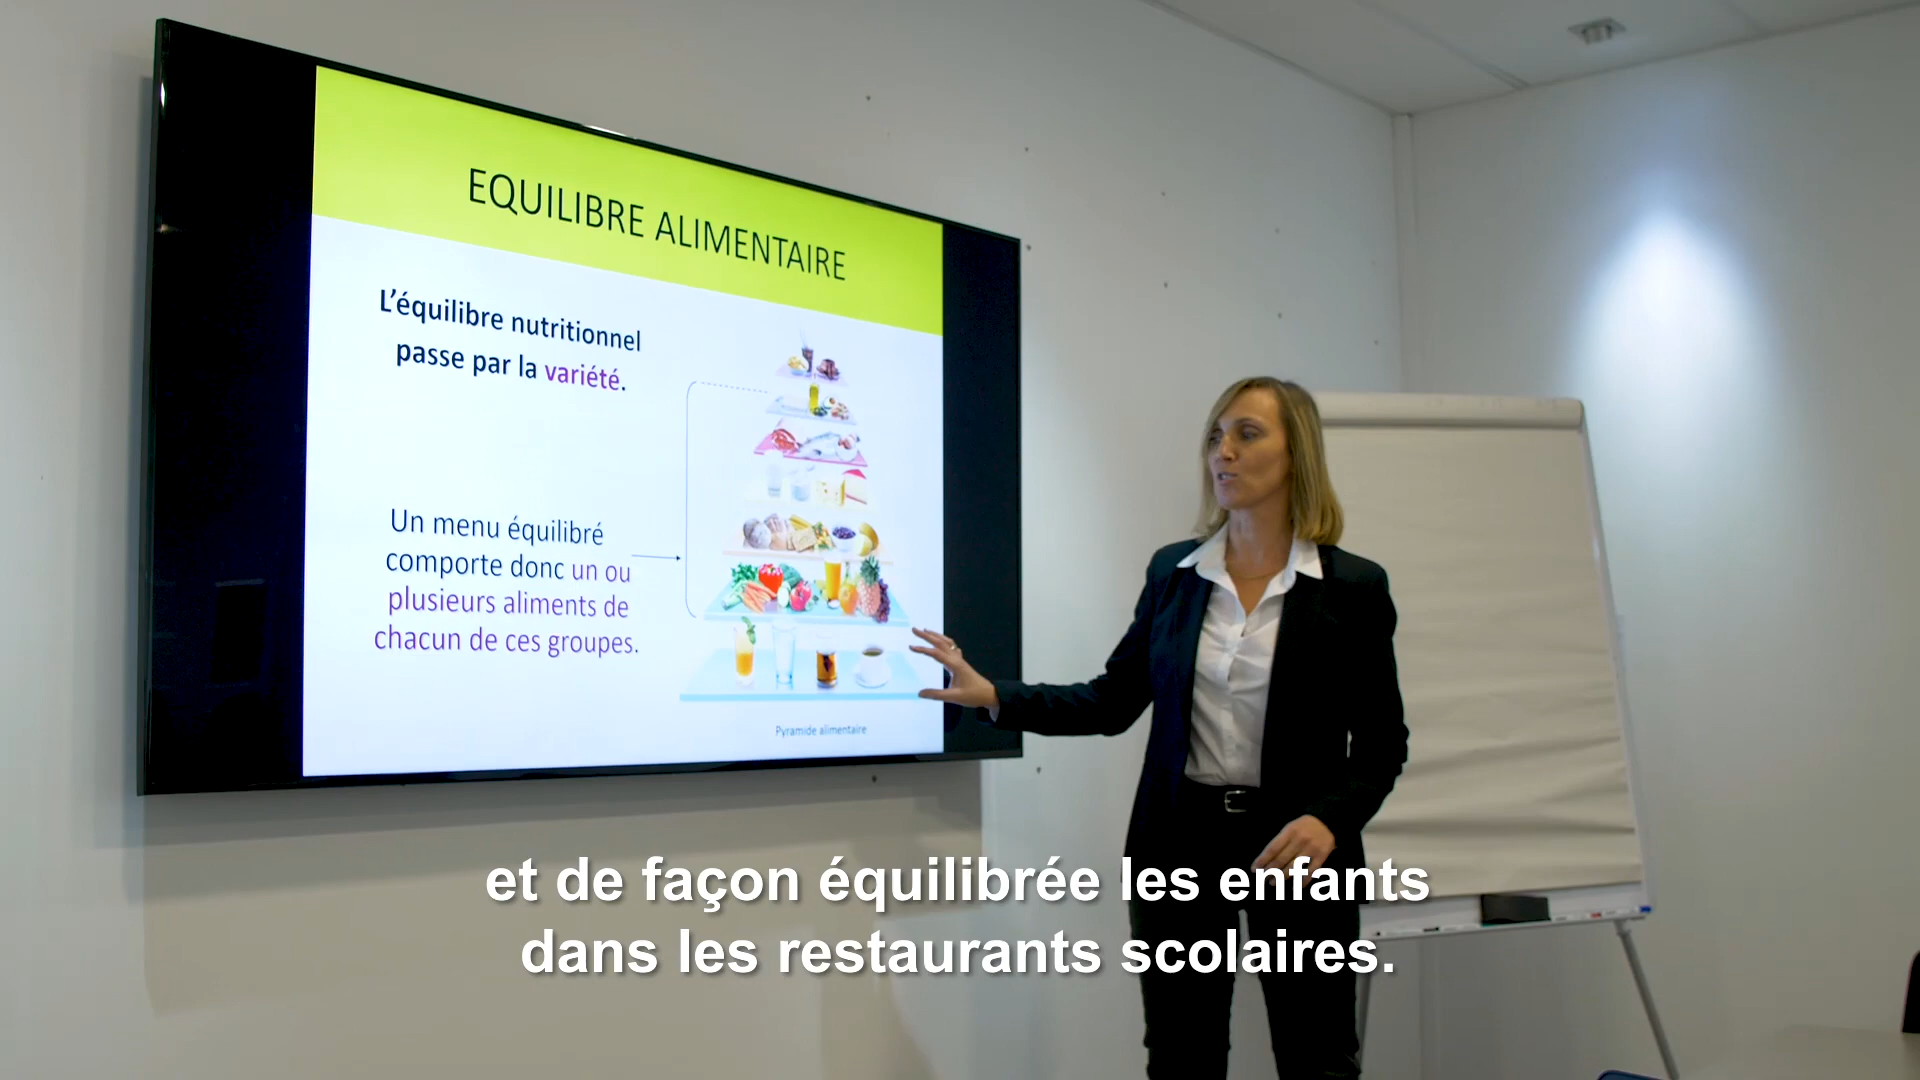 EQUILIBRE ALIMENTAIRE
L'équilibre nutritionnel
passe par la variété.
Un menu équilibré
comporte donc un ou
plusieurs aliments de
chacun de ces groupes.
Pyramide alimentaire
et de façon équilibrée les enfants
dans les restaurants scolaires.